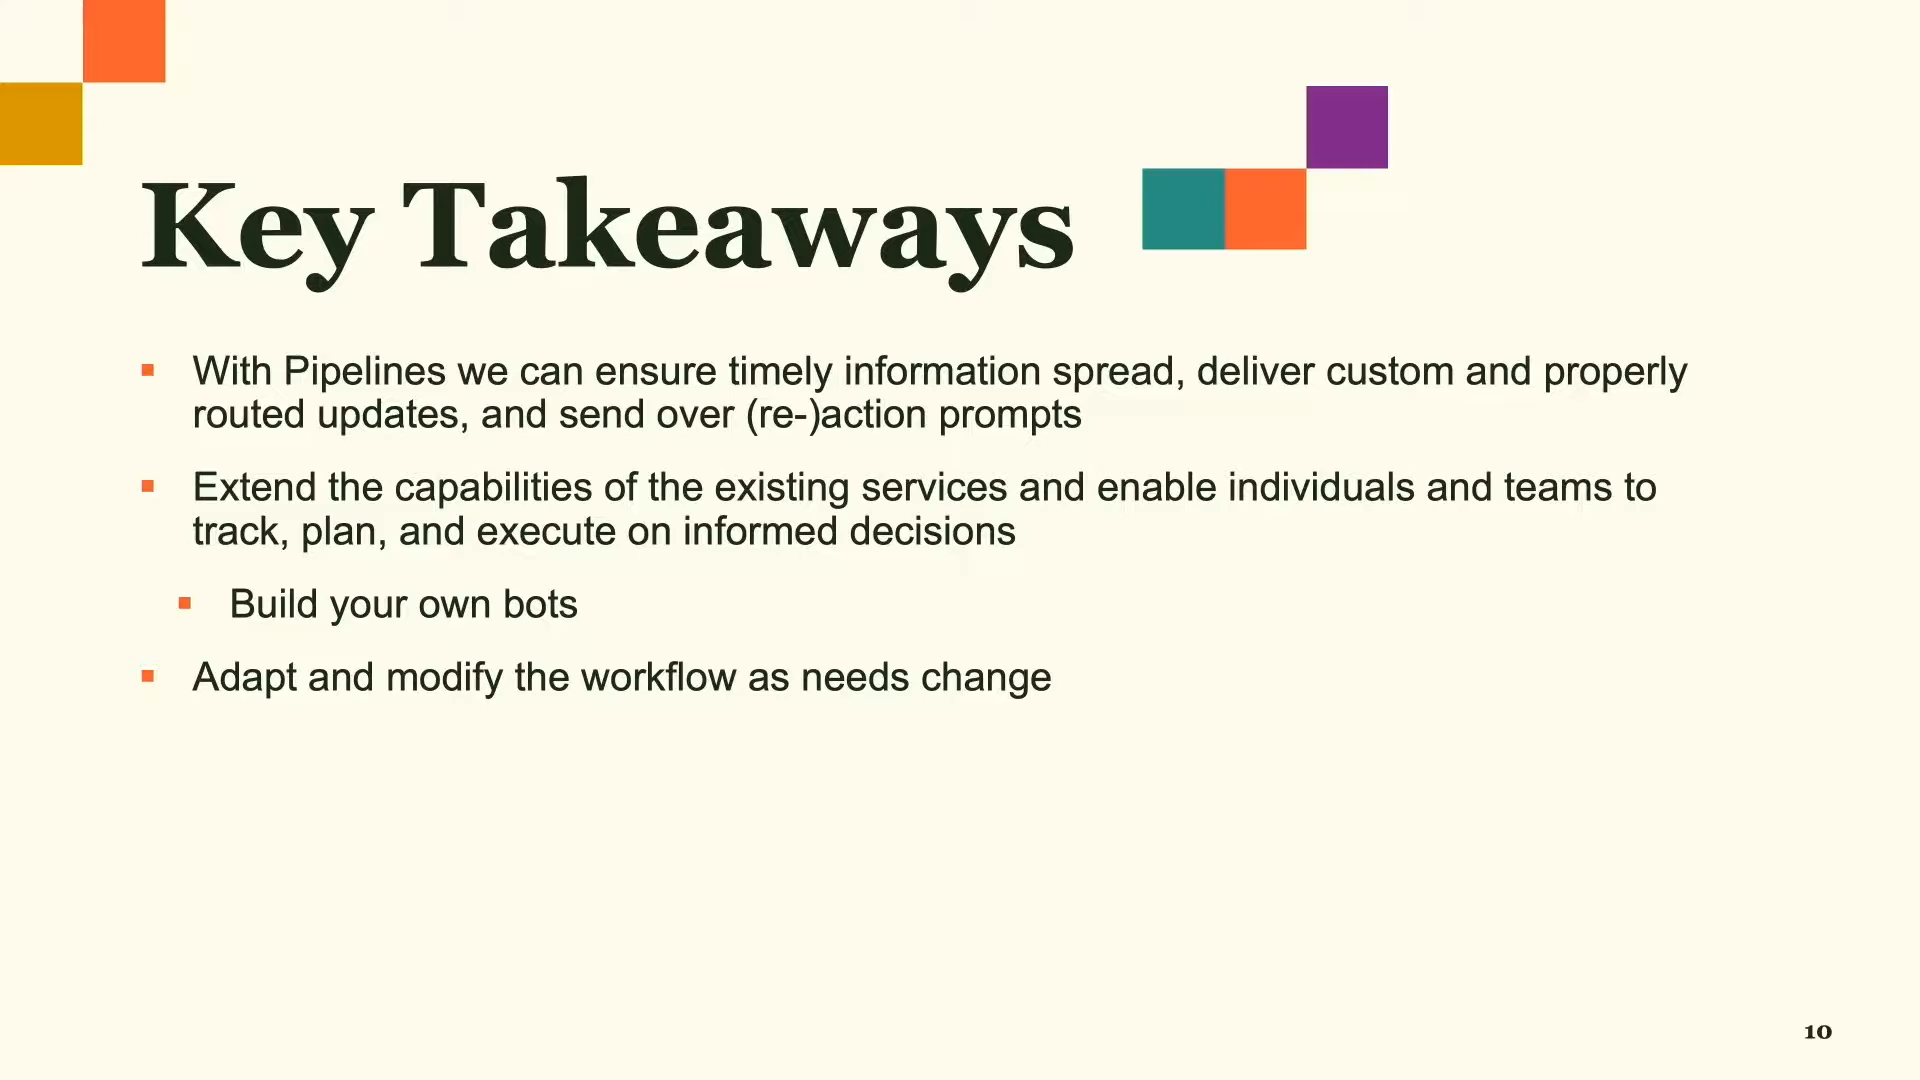 Key Takeaways
▪ With Pipelines we can ensure timely information spread, deliver custom and properly
routed updates, and send over (re-)action prompts
▪ Extend the capabilities of the existing services and enable individuals and teams to
track, plan, and execute on informed decisions
▪ Build your own bots
▪ Adapt and modify the workflow as needs change
10